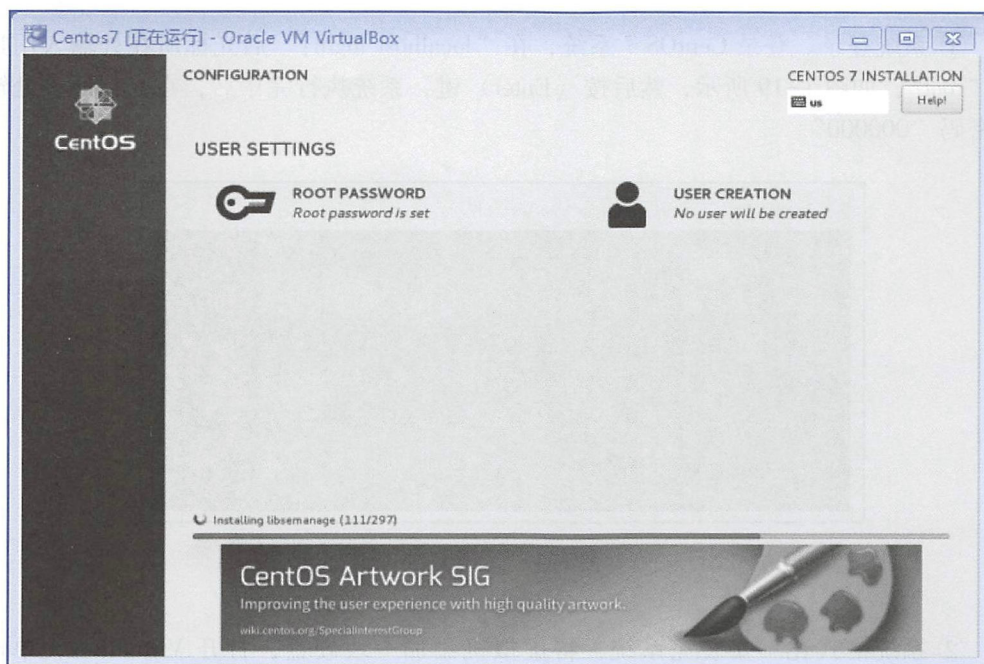 Centos7 [正在运行] - Oracle VM VirtualBox
CentOS
CONFIGURATION
CENTOS 7 INSTALLATION
us
Help!
USER SETTINGS
ROOT PASSWORD
Root password is set
USER CREATION
No user will be created
Installing libsemanage (111/297)
CentOS Artwork SIG
Improving the user experience with high quality artwork.
wiki.centos.org/SpecialInterestGroup